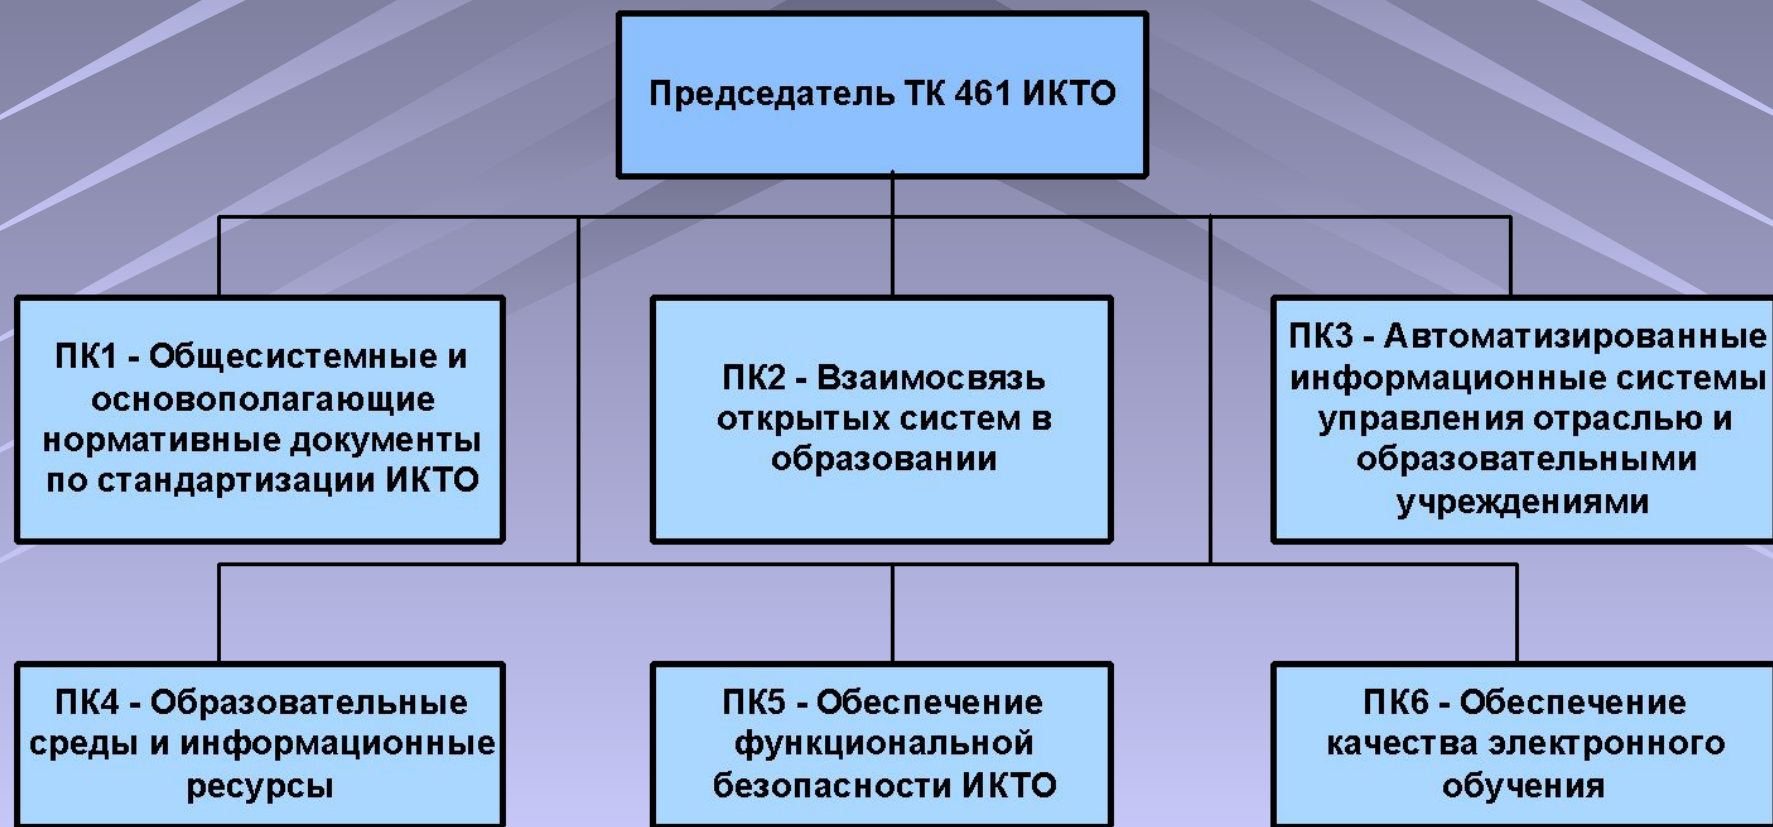 Председатель ТК 461 ИКТО
ПК1 - Общесистемные и
основополагающие
нормативные документы
по стандартизации ИКТО
ПК2 - Взаимосвязь
открытых систем в
образовании
ПК3 - Автоматизированные
информационные системы
управления отраслью и
образовательными
учреждениями
ПК4 - Образовательные
среды и информационные
ресурсы
ПК5 - Обеспечение
функциональной
безопасности ИКТО
ПК6 - Обеспечение
качества электронного
обучения